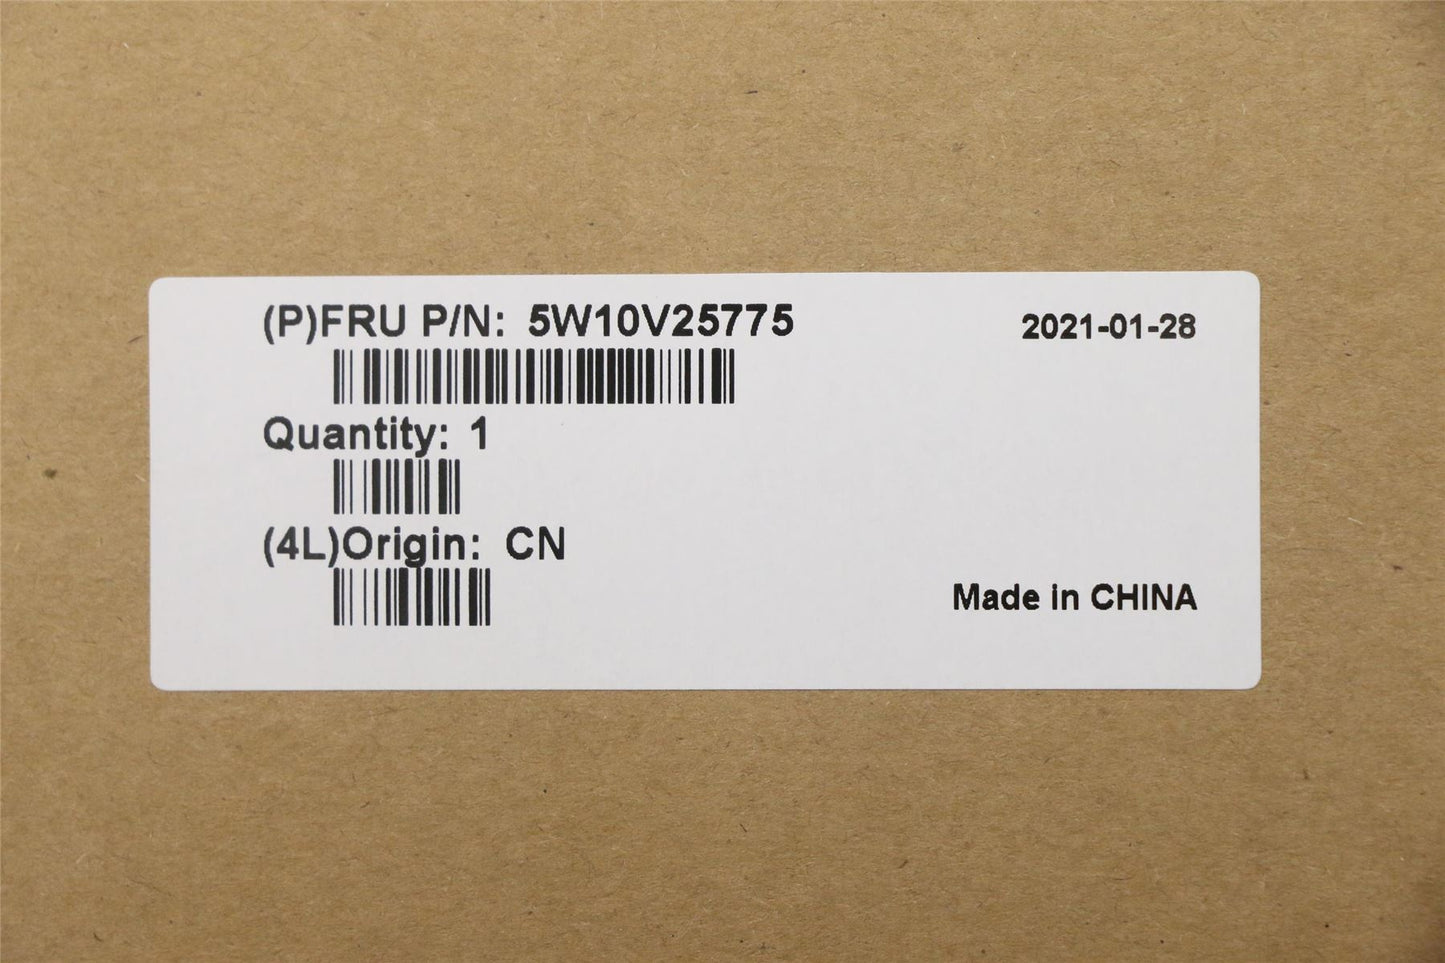 (P)FRU P/N: 5W10V25775
2021-01-28
Quantity: 1
(4L)Origin: CN
Made in CHINA